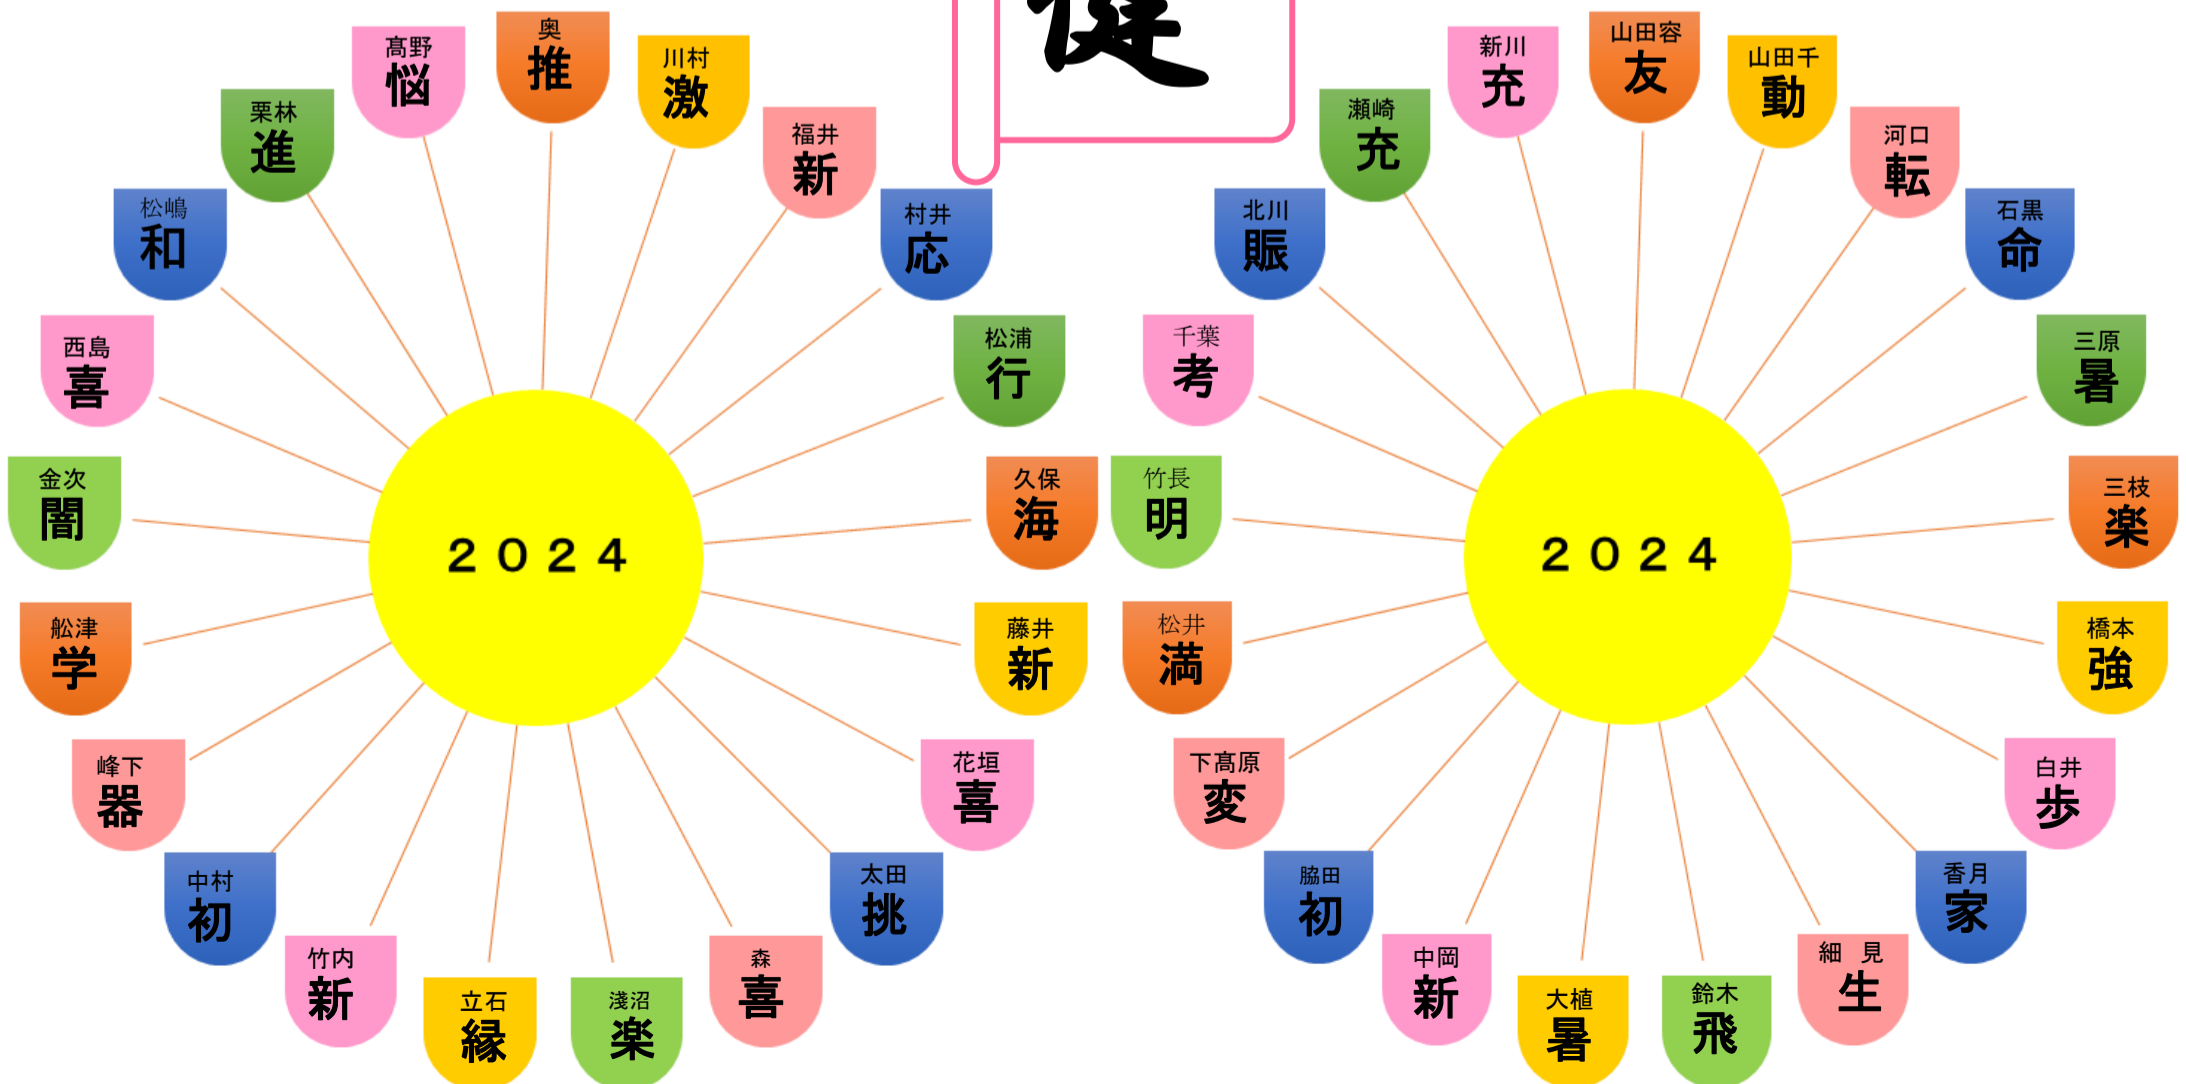 健
奥
推
川村
激
福井
新
村井
応
松浦
行
久保
海
藤井
新
花垣
喜
太田
挑
森
喜
淺沼
楽
立石
縁
竹内
新
中村
初
峰下
器
舩津
学
金次
闇
西島
喜
松嶋
和
栗林
進
髙野
悩
２０２４
山田容
友
山田千
動
河口
転
石黒
命
三原
暑
三枝
楽
橋本
強
白井
歩
香月
家
細　見
生
鈴木
飛
大植
暑
中岡
新
脇田
初
下髙原
変
松井
満
竹長
明
千葉
考
北川
賑
瀬崎
充
新川
充
２０２４